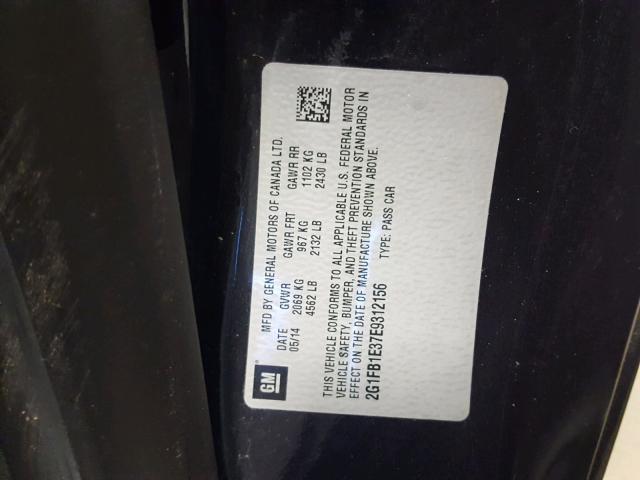 GM®
MFD BY GENERAL MOTORS OF CANADA LTD.
DATE GVWR GAWR FRT GAWR RR
05/14 2069 KG 967 KG 1102 KG
4562 LB 2132 LB 2430 LB
THIS VEHICLE CONFORMS TO ALL APPLICABLE U.S. FEDERAL MOTOR
VEHICLE SAFETY, BUMPER, AND THEFT PREVENTION STANDARDS IN
EFFECT ON THE DATE OF MANUFACTURE SHOWN ABOVE.
2G1FB1E37E9312156 TYPE: PASS CAR